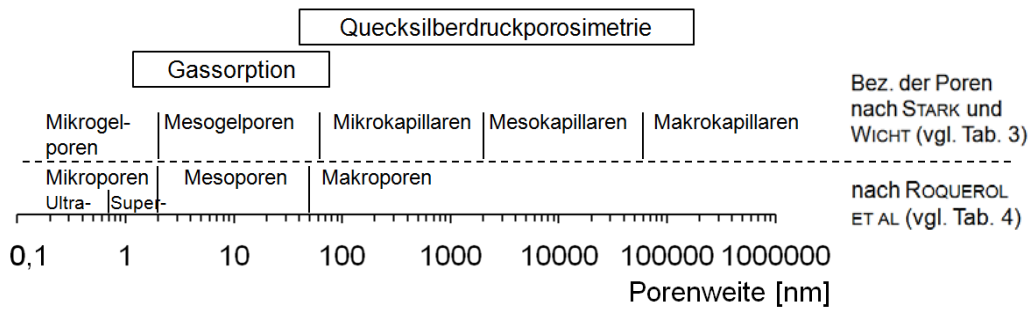 Quecksilberdruckporosimetrie
Gassorption
Bez. der Poren
nach STARK und
WICHT (vgl. Tab. 3)
Mikrogel-
poren
Mesogelporen
Mikrokapillaren
Mesokapillaren
Makrokapillaren
Mikroporen
Mesoporen
Makroporen
Ultra-
Super-
nach ROQUEROL
ET AL (vgl. Tab. 4)
0,1 1 10 100 1000 10000 100000 1000000
Porenweite [nm]